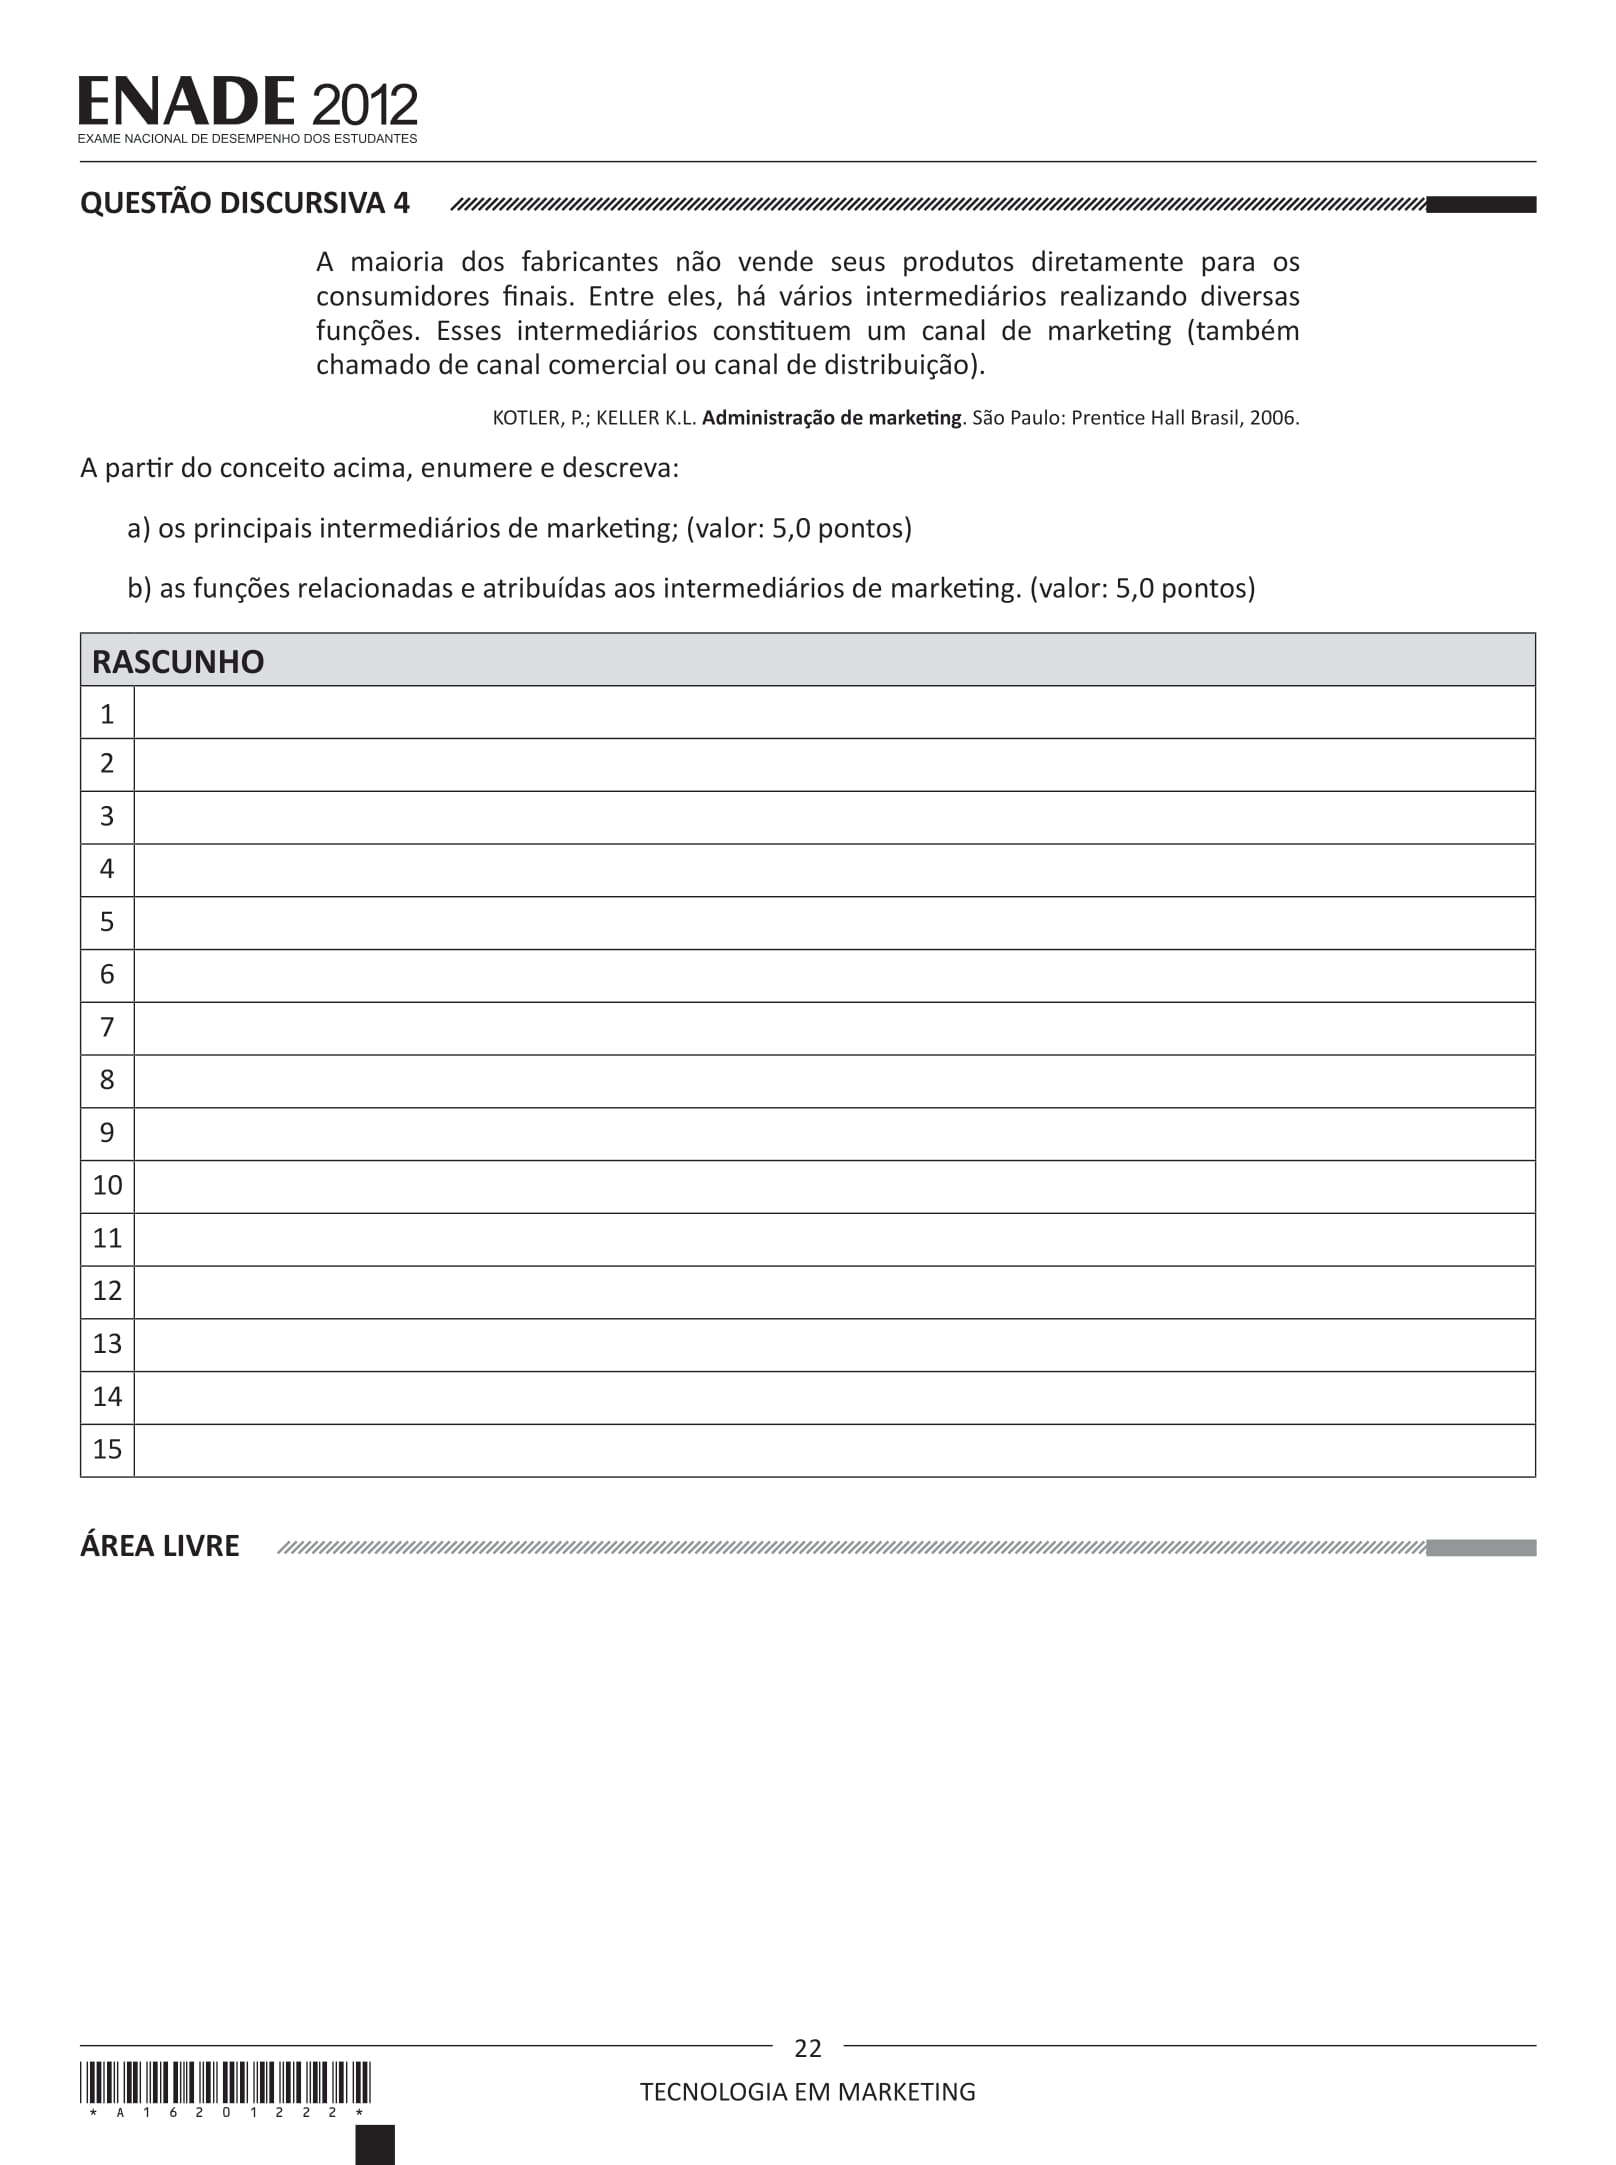 ENADE 2012
EXAME NACIONAL DE DESEMPENHO DOS ESTUDANTES
QUESTÃO DISCURSIVA 4
A maioria dos fabricantes não vende seus produtos diretamente para os
consumidores finais. Entre eles, há vários intermediários realizando diversas
funções. Esses intermediários constituem um canal de marketing (também
chamado de canal comercial ou canal de distribuição).
KOTLER, P.; KELLER K.L. Administração de marketing. São Paulo: Prentice Hall Brasil, 2006.
A partir do conceito acima, enumere e descreva:
a) os principais intermediários de marketing; (valor: 5,0 pontos)
b) as funções relacionadas e atribuídas aos intermediários de marketing. (valor: 5,0 pontos)
RASCUNHO
1
2
3
4
5
6
7
8
9
10
11
12
13
14
15
ÁREA LIVRE
22
TECNOLOGIA EM MARKETING
* A 1 6 2 0 1 2 2 2 *